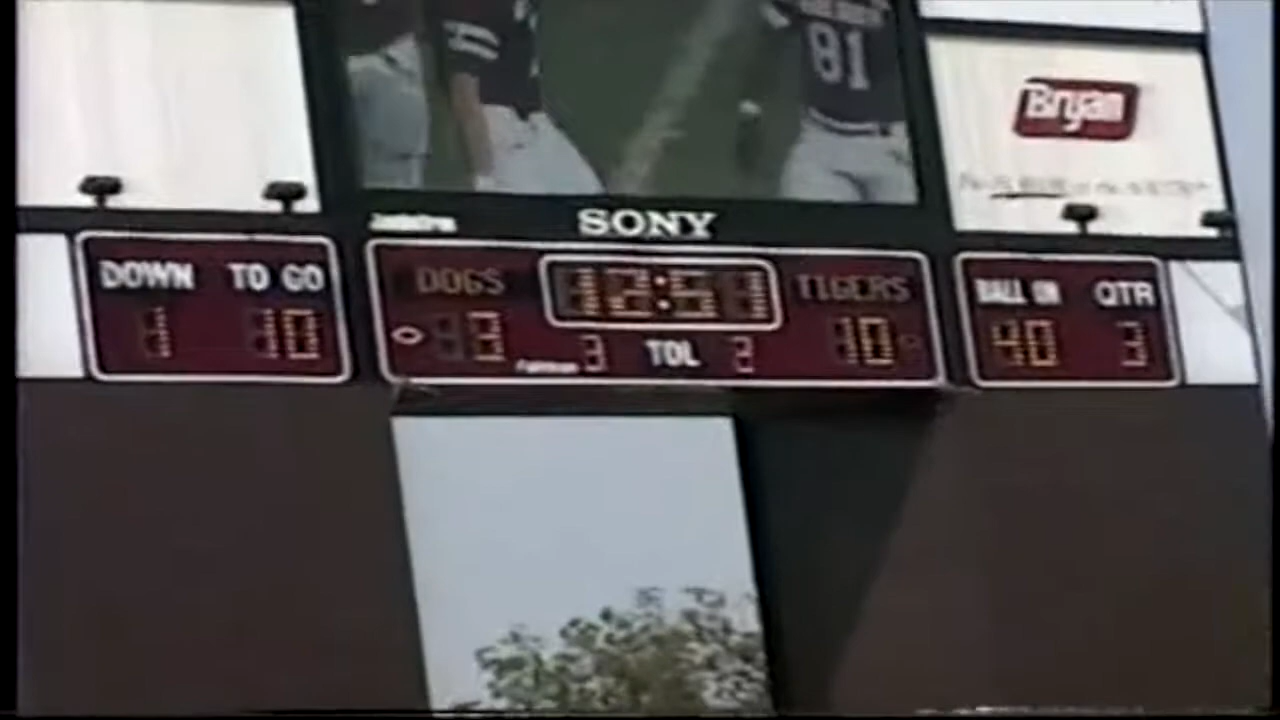 81
Bryan
SONY
DOWN TO GO
1 10
DOGS 12:51 TIGERS
3 3 TOL 2 10
BALL ON QTR
40 3